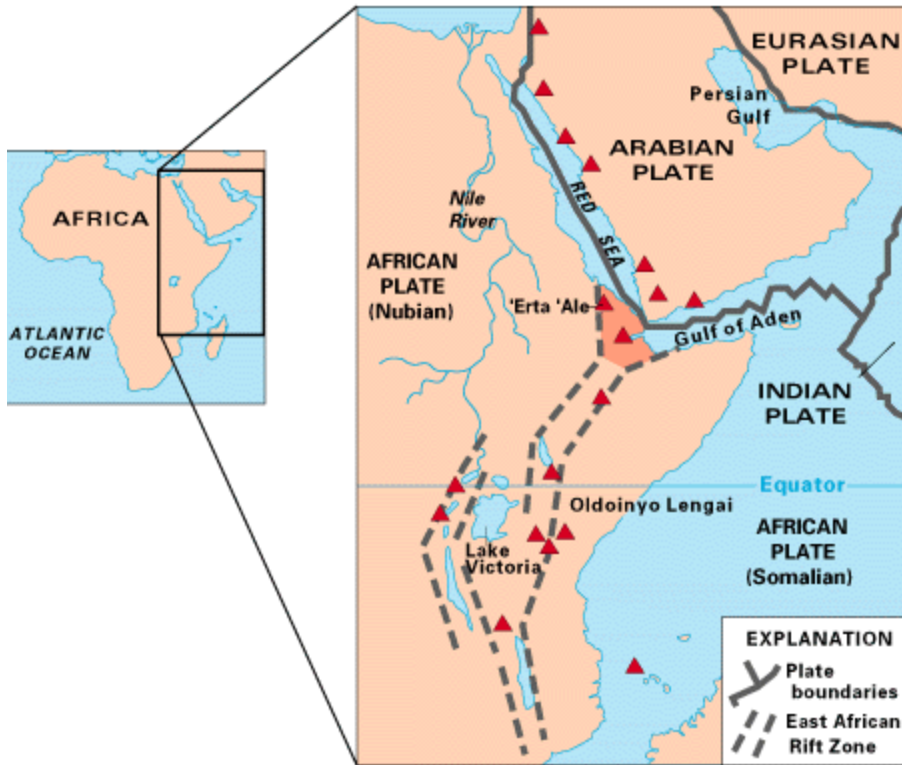 AFRICA
ATLANTIC
OCEAN
EURASIAN
PLATE
Persian
Gulf
ARABIAN
PLATE
RED
SEA
Nile
River
AFRICAN
PLATE
(Nubian)
'Erta 'Ale
Gulf of Aden
INDIAN
PLATE
Equator
Oldoinyo Lengai
Lake
Victoria
AFRICAN
PLATE
(Somalian)
EXPLANATION
Plate
boundaries
East African
Rift Zone